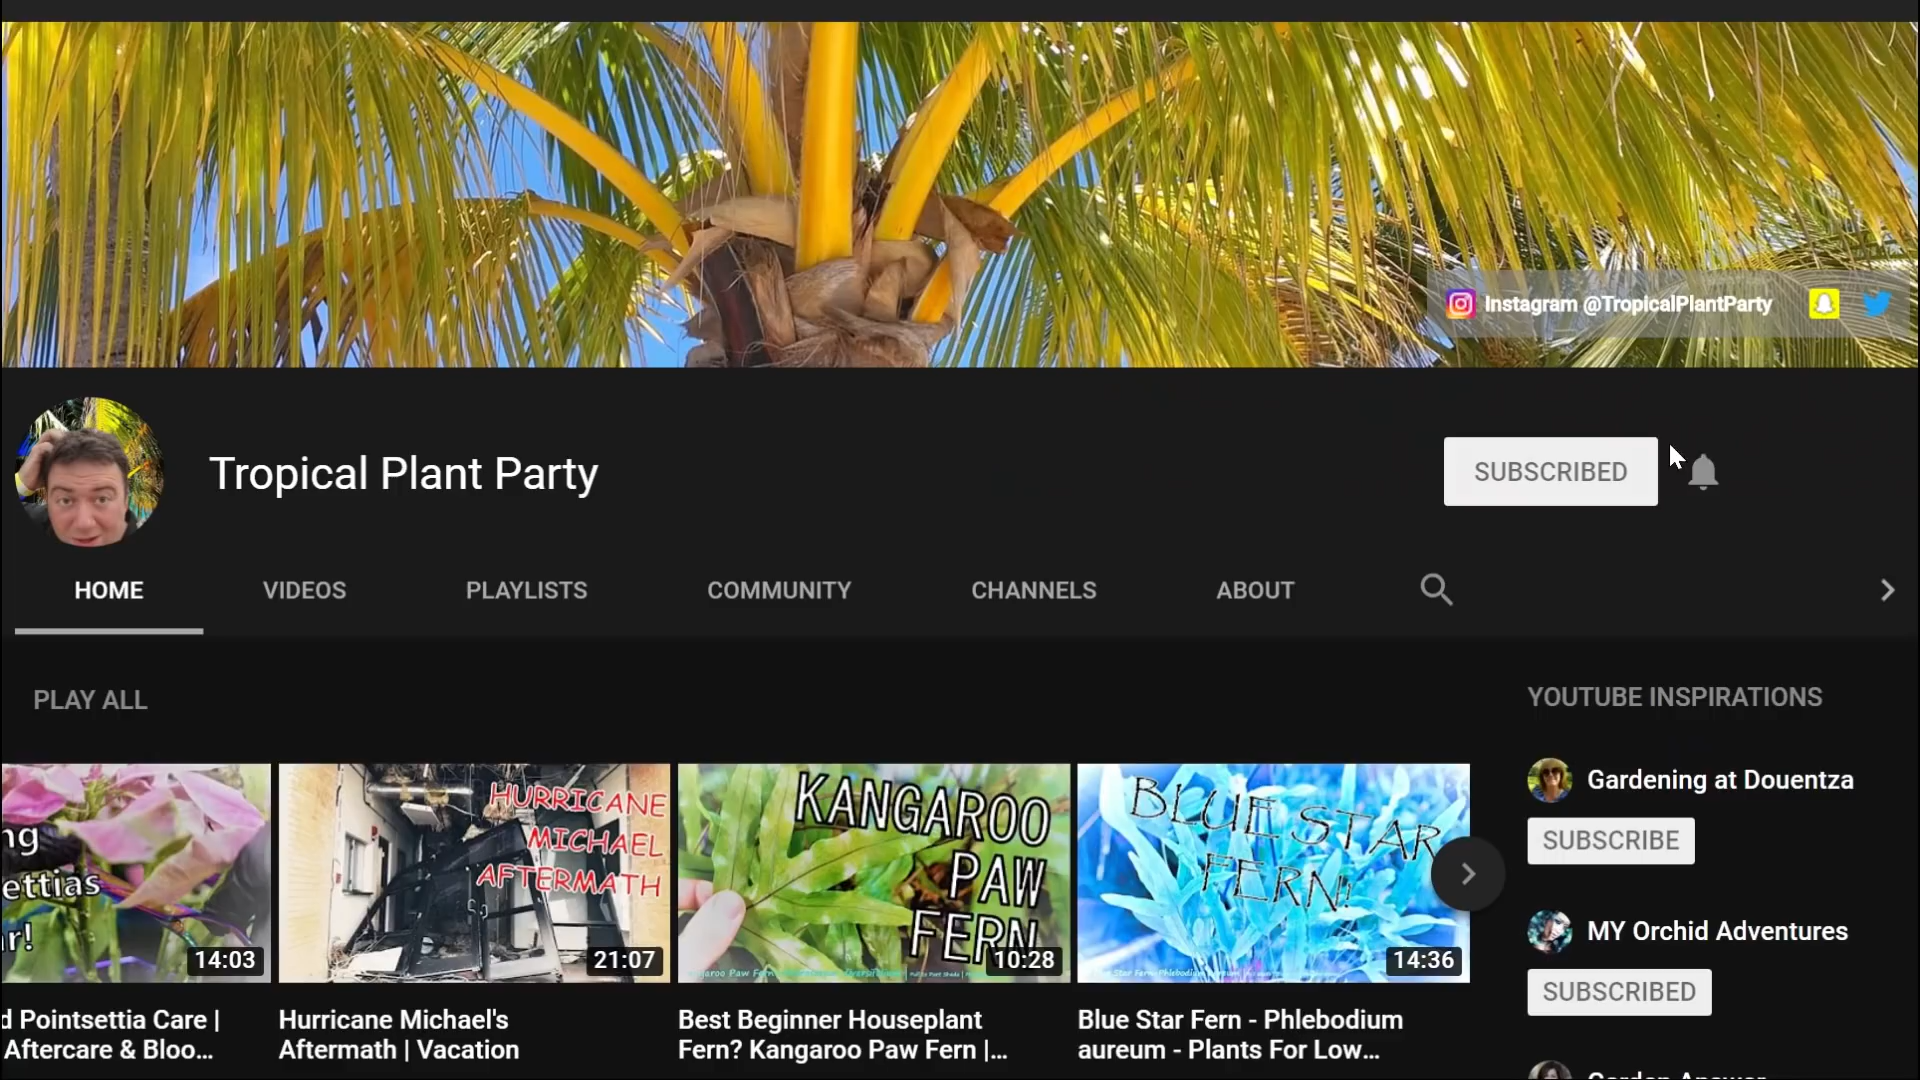 Instagram @TropicalPlantParty
Tropical Plant Party
SUBSCRIBED
HOME
VIDEOS
PLAYLISTS
COMMUNITY
CHANNELS
ABOUT
PLAY ALL
YOUTUBE INSPIRATIONS
ng
ettias
r!
14:03
HURRICANE
MICHAEL
AFTERMATH
21:07
KANGAROO
PAW
FERN
10:28
BLUE STAR
FERN!
14:36
d Pointsettia Care |
Aftercare & Bloo...
Hurricane Michael's
Aftermath | Vacation
Best Beginner Houseplant
Fern? Kangaroo Paw Fern |...
Blue Star Fern - Phlebodium
aureum - Plants For Low...
Gardening at Douentza
SUBSCRIBE
MY Orchid Adventures
SUBSCRIBED
Garden Answer